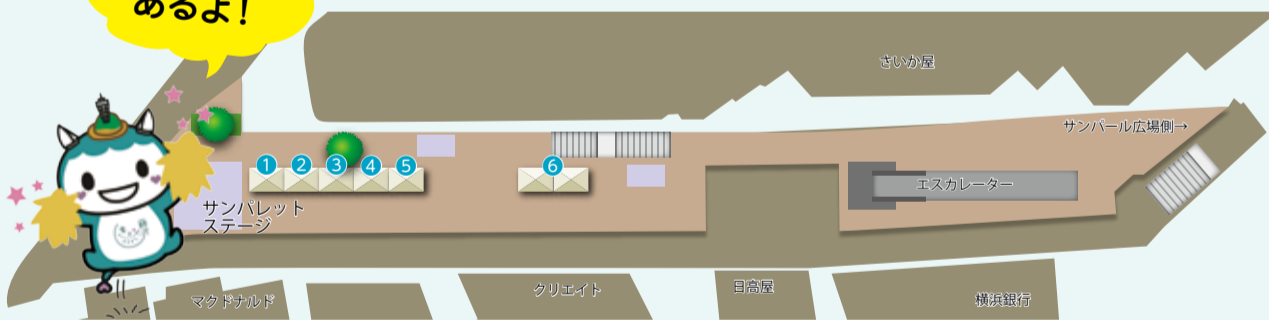 あるよ!
さいか屋
サンパール広場側→
1 2 3 4 5 6
エスカレーター
サンパレット
ステージ
マクドナルド
クリエイト
日高屋
横浜銀行